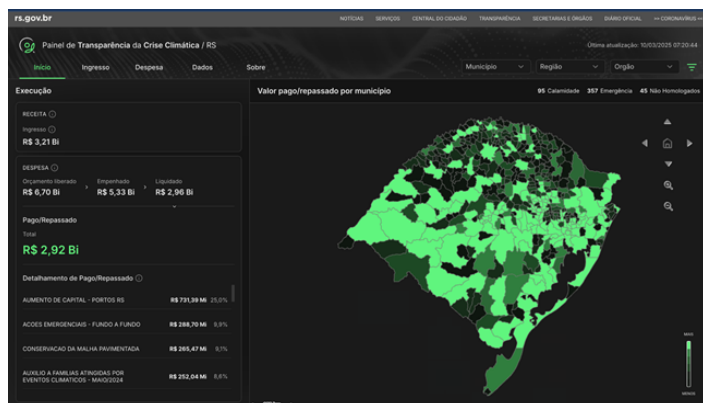 rs.gov.br
NOTÍCIAS SERVIÇOS CENTRAL DO CIDADÃO TRANSPARÊNCIA SECRETARIAS E ÓRGÃOS DIÁRIO OFICIAL ›› CORONAVÍRUS ‹‹
Painel de Transparência da Crise Climática / RS
Última atualização: 10/03/2025 07:20:44
Início Ingresso Despesa Dados Sobre
Município Região Orgão
Execução
RECEITA
Ingresso
R$ 3,21 Bi
DESPESA
Orçamento liberado Empenhado Liquidado
R$ 6,70 Bi R$ 5,33 Bi R$ 2,96 Bi
Pago/Repassado
Total
R$ 2,92 Bi
Detalhamento de Pago/Repassado
AUMENTO DE CAPITAL - PORTOS RS R$ 731,39 Mi 25,0%
ACOES EMERGENCIAIS - FUNDO A FUNDO R$ 288,70 Mi 9,9%
CONSERVACAO DA MALHA PAVIMENTADA R$ 265,47 Mi 9,1%
AUXILIO A FAMILIAS ATINGIDAS POR
EVENTOS CLIMATICOS - MAIO/2024 R$ 252,04 Mi 8,6%
Valor pago/repassado por município
95 Calamidade 357 Emergência 45 Não Homologados
MAIS
MENOS